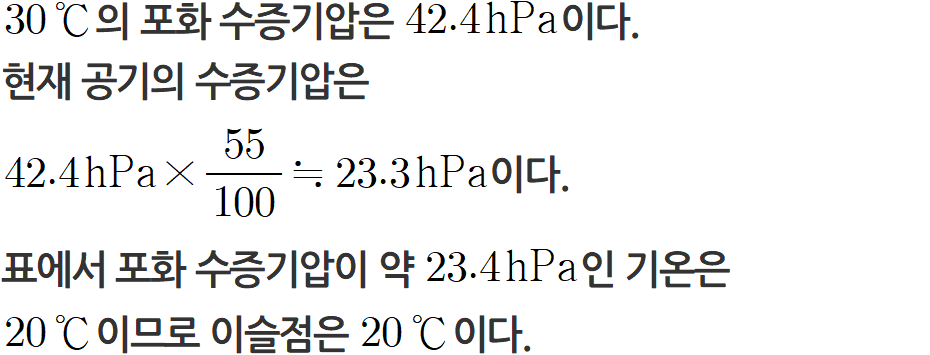 30 ℃의 포화 수증기압은 42.4 hPa이다.
현재 공기의 수증기압은
42.4 hPa × 55/100 ≒ 23.3 hPa이다.
표에서 포화 수증기압이 약 23.4 hPa인 기온은
20 ℃이므로 이슬점은 20 ℃이다.